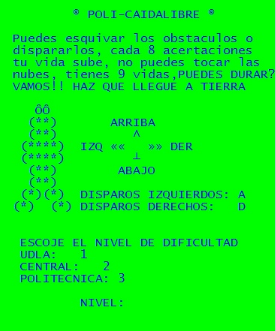 * POLI-CAIDALIBRE *
Puedes esquivar los obstaculos o
dispararlos, cada 8 acertaciones
tu vida sube, no puedes tocar las
nubes, tienes 9 vidas,PUEDES DURAR?
VAMOS!! HAZ QUE LLEGUE A TIERRA
ÔÔ
(**) ARRIBA
(**) ^
(****) IZQ «« »» DER
(****) ┴
(**) ABAJO
(**)
(*)(*) DISPAROS IZQUIERDOS: A
(*) (*) DISPAROS DERECHOS: D
ESCOJE EL NIVEL DE DIFICULTAD
UDLA: 1
CENTRAL: 2
POLITECNICA: 3
NIVEL: